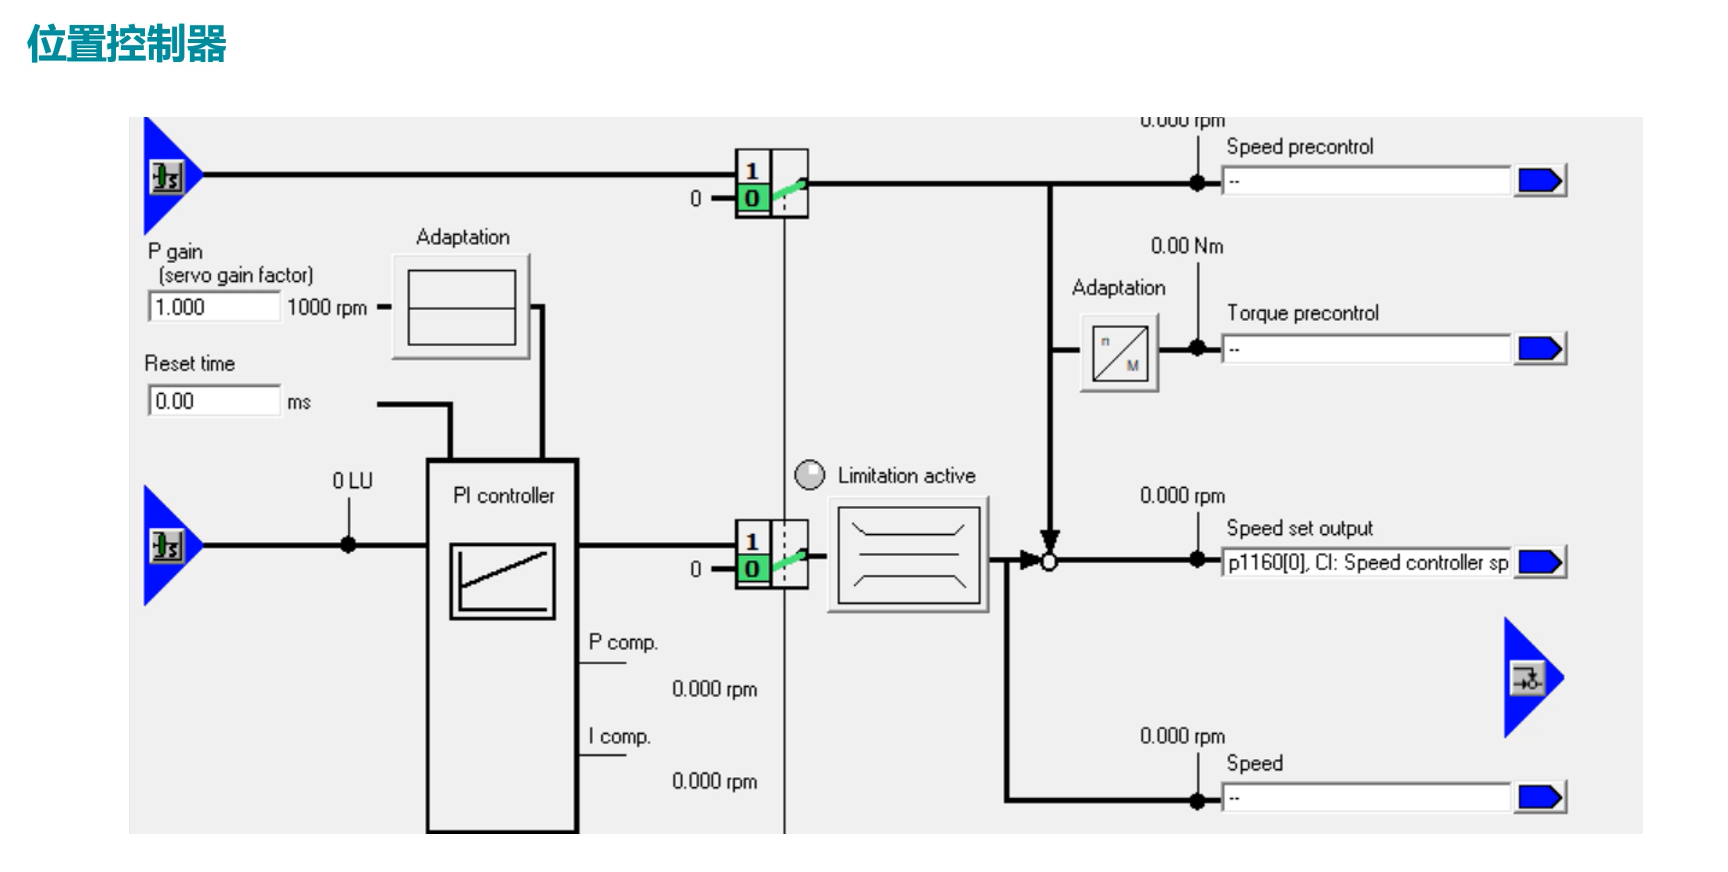 位置控制器
0.000 rpm
Speed precontrol
--
1
0
0
P gain
(servo gain factor)
1.000
1000 rpm
Adaptation
0.00 Nm
Adaptation
n
M
Torque precontrol
--
Reset time
0.00
ms
0 LU
PI controller
1
0
0
Limitation active
0.000 rpm
Speed set output
p1160[0], CI: Speed controller sp
P comp.
0.000 rpm
I comp.
0.000 rpm
0.000 rpm
Speed
--